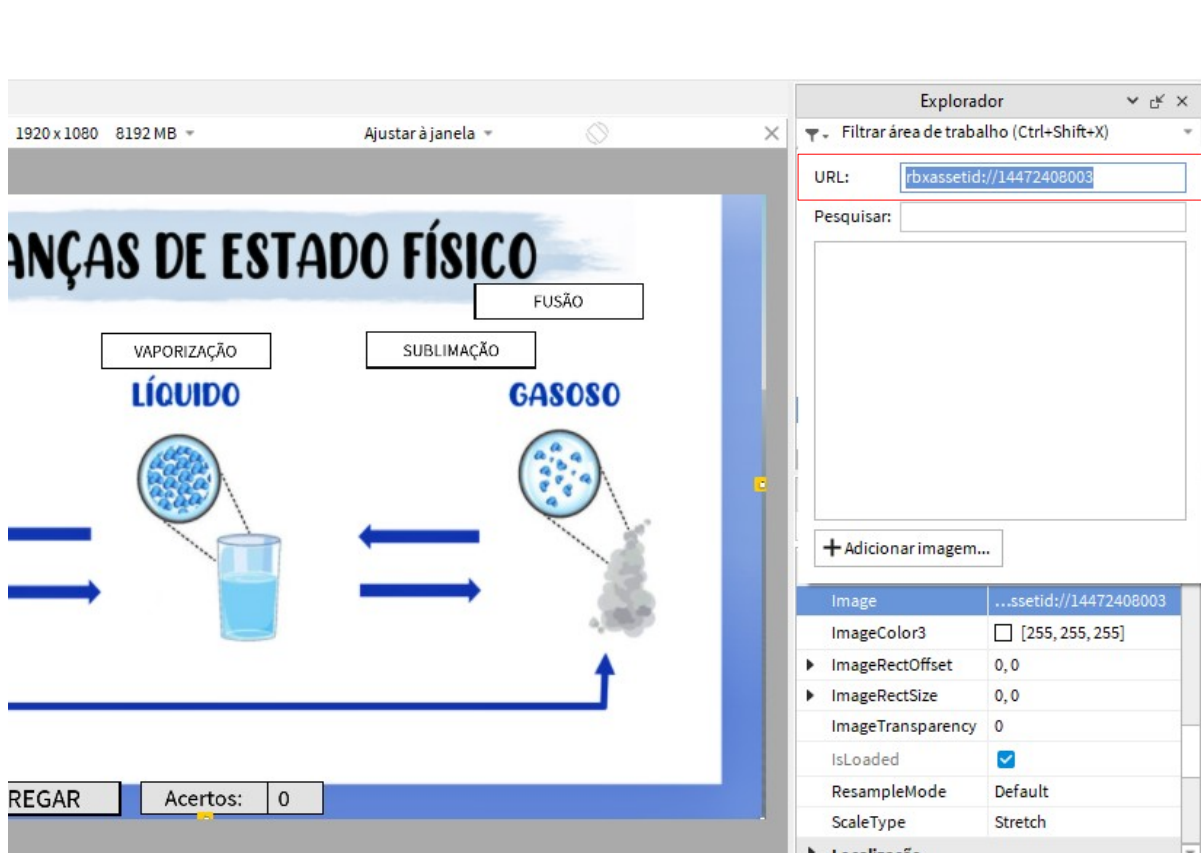 Explorador
1920 x 1080 8192 MB Ajustar à janela
Filtrar área de trabalho (Ctrl+Shift+X)
URL: rbxassetid://14472408003
Pesquisar:
ANÇAS DE ESTADO FÍSICO
FUSÃO
VAPORIZAÇÃO
SUBLIMAÇÃO
LÍQUIDO
GASOSO
Adicionar imagem...
Image ...ssetid://14472408003
ImageColor3 [255, 255, 255]
ImageRectOffset 0, 0
ImageRectSize 0, 0
ImageTransparency 0
IsLoaded
ResampleMode Default
ScaleType Stretch
REGAR
Acertos: 0
Localização